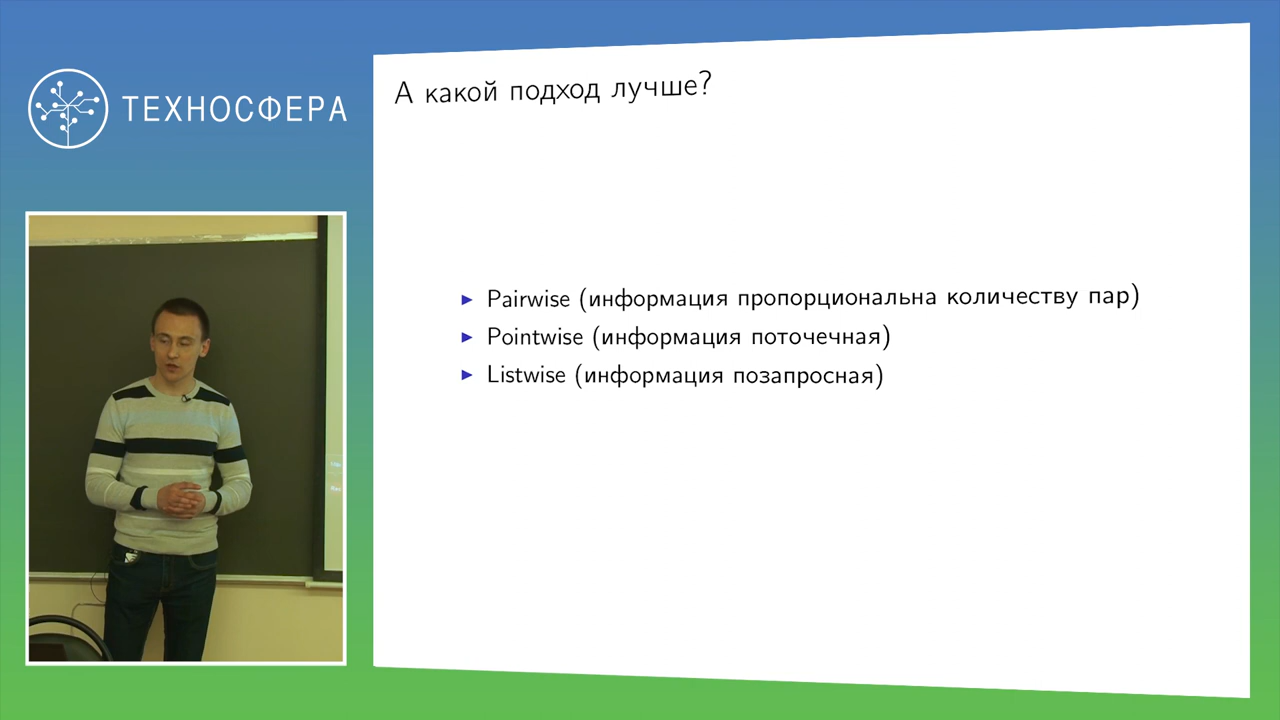 ТЕХНОСФЕРА
А какой подход лучше?
Pairwise (информация пропорциональна количеству пар)
Pointwise (информация поточечная)
Listwise (информация позапросная)